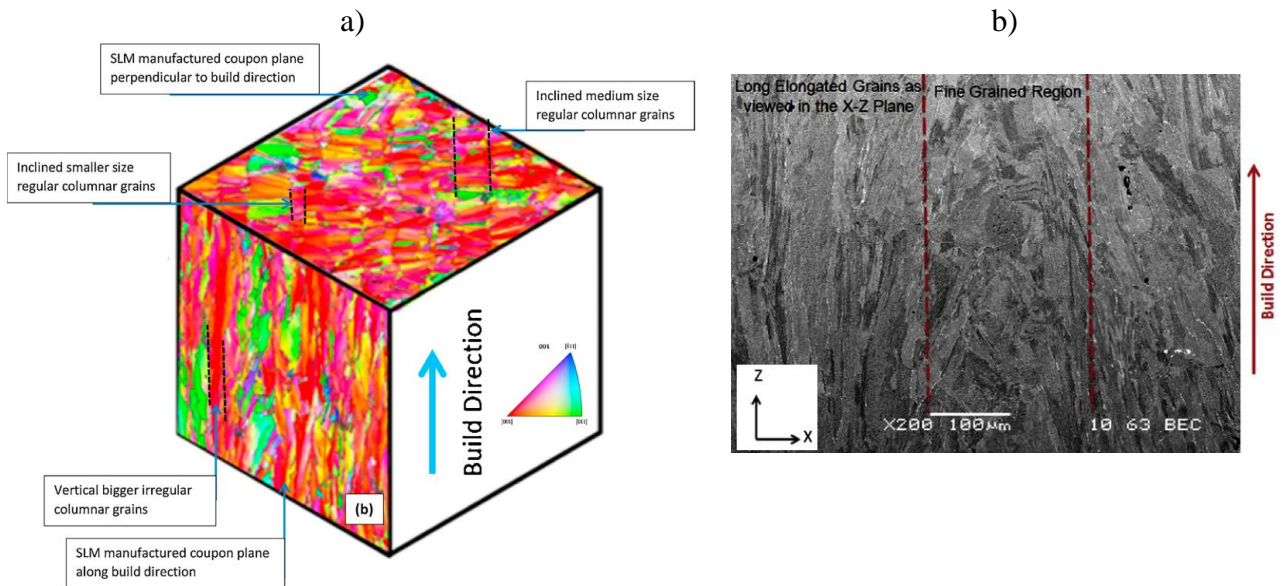 a)
SLM manufactured coupon plane
perpendicular to build direction
Inclined medium size
regular columnar grains
Inclined smaller size
regular columnar grains
Vertical bigger irregular
columnar grains
SLM manufactured coupon plane
along build direction
Build Direction
001
[001]
[011]
(b)
b)
Long Elongated Grains as
viewed in the X-Z Plane
Fine Grained Region
Build Direction
Z
X
X200 100μm 10 63 BEC